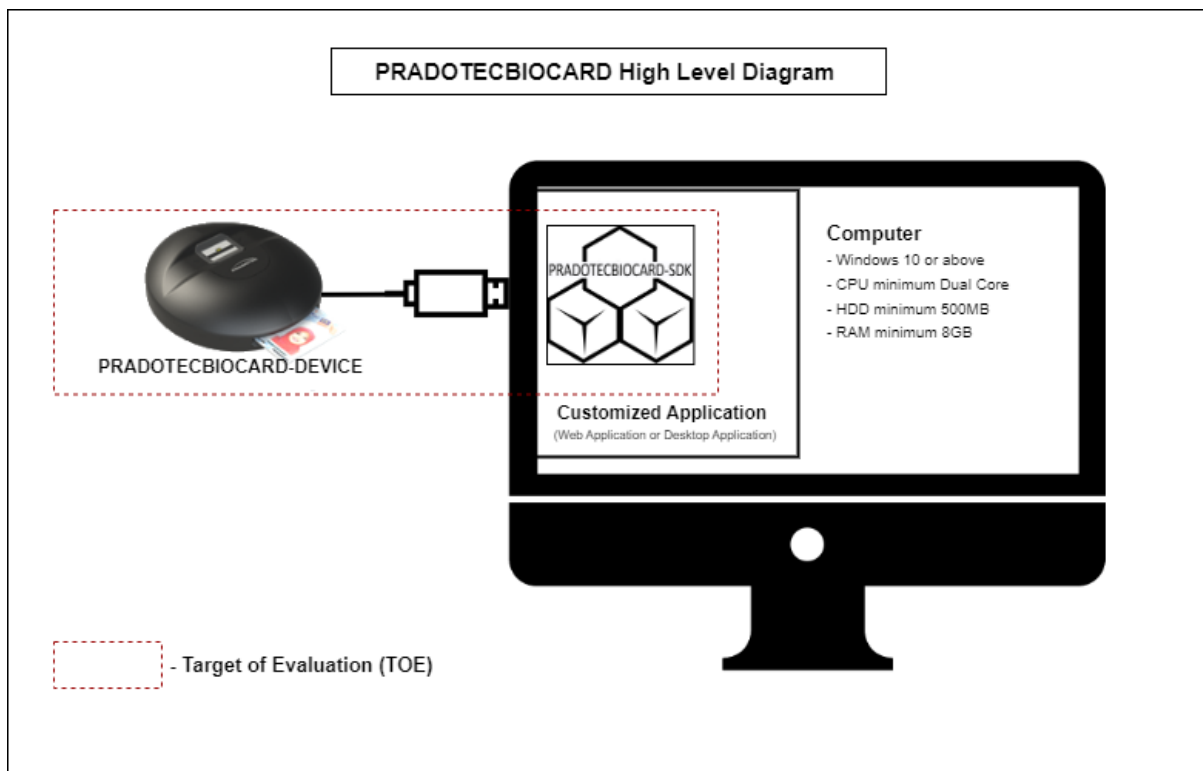 PRADOTECBIOCARD High Level Diagram
PRADOTECBIOCARD-DEVICE
PRADOTECBIOCARD-SDK
Customized Application
(Web Application or Desktop Application)
Computer
- Windows 10 or above
- CPU minimum Dual Core
- HDD minimum 500MB
- RAM minimum 8GB
- Target of Evaluation (TOE)